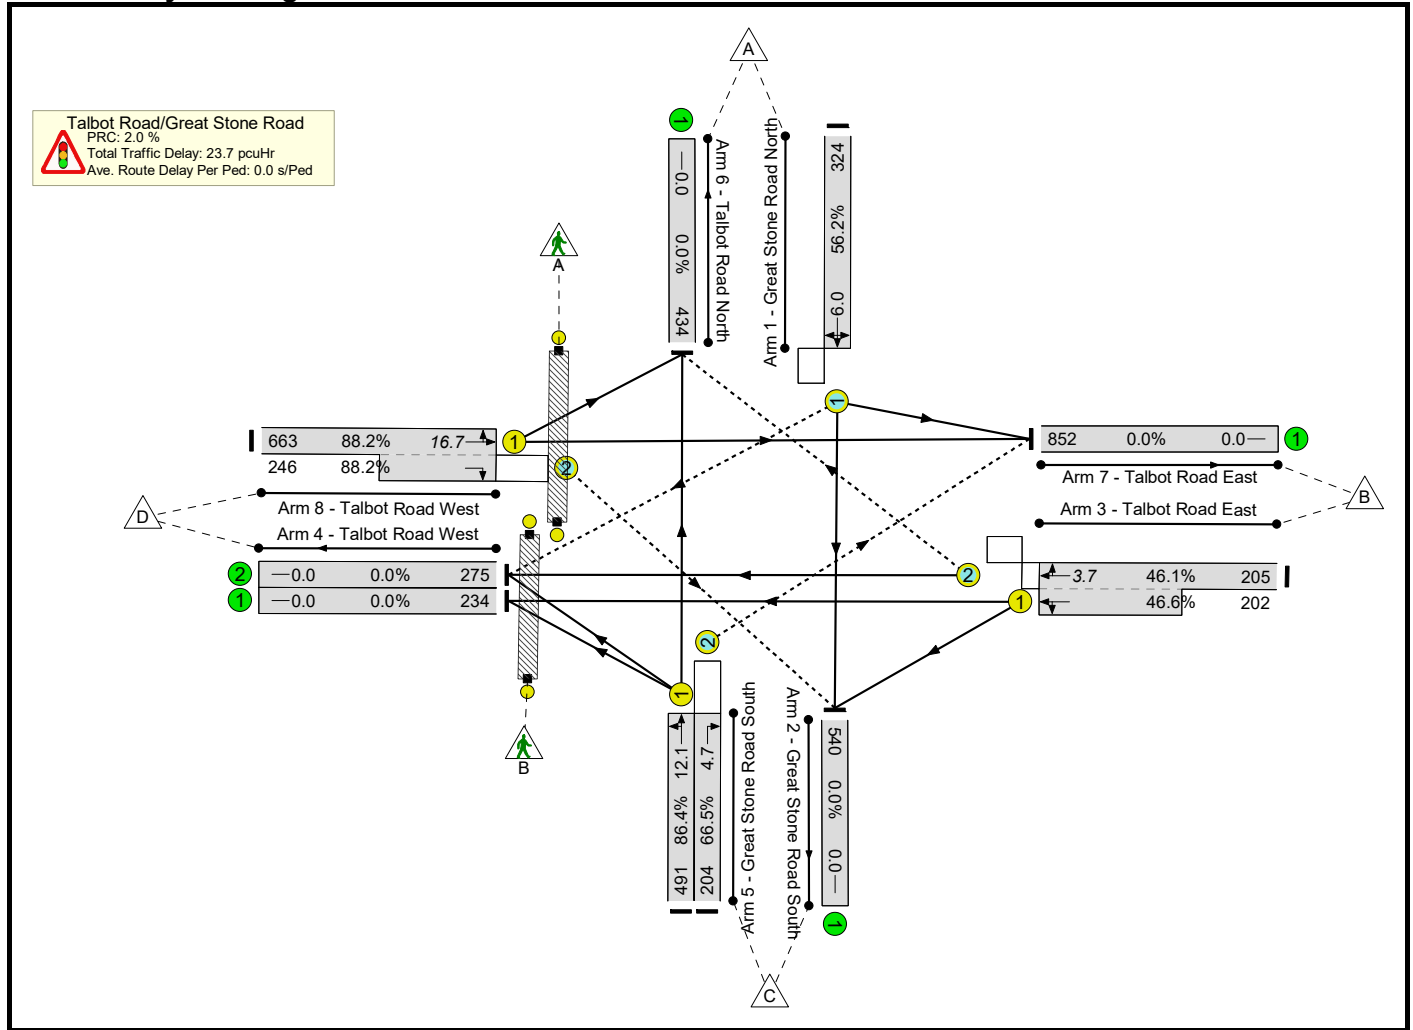 Talbot Road/Great Stone Road
PRC: 2.0 %
Total Traffic Delay: 23.7 pcuHr
Ave. Route Delay Per Ped: 0.0 s/Ped
A
1
Arm 6 - Talbot Road North
0.0 0.0% 434
Arm 1 - Great Stone Road North
324 56.2% 6.0
A
1
663 88.2% 16.7
1
246 88.2%
2
Arm 8 - Talbot Road West
D
Arm 4 - Talbot Road West
2
0.0 0.0% 275
1
0.0 0.0% 234
852 0.0% 0.0
1
Arm 7 - Talbot Road East
B
Arm 3 - Talbot Road East
2
3.7 46.1% 205
1
46.6% 202
2
1
B
491 86.4% 12.1
204 66.5% 4.7
Arm 5 - Great Stone Road South
Arm 2 - Great Stone Road South
540 0.0% 0.0
1
C